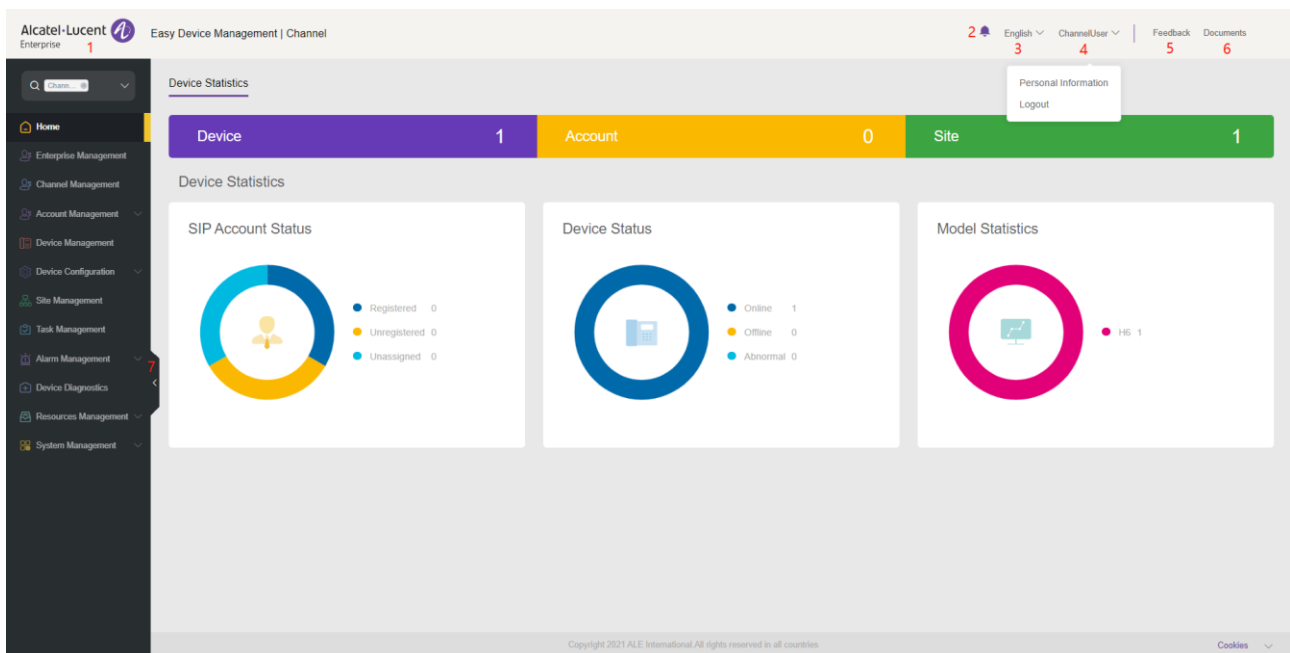 Alcatel·Lucent
Enterprise
1
Easy Device Management | Channel
2
English
3
ChannelUser
4
Feedback
5
Documents
6
Personal Information
Logout
Chann...
Home
Enterprise Management
Channel Management
Account Management
Device Management
Device Configuration
Site Management
Task Management
Alarm Management
7
Device Diagnostics
Resources Management
System Management
Device Statistics
Device 1
Account 0
Site 1
Device Statistics
SIP Account Status
Registered 0
Unregistered 0
Unassigned 0
Device Status
Online 1
Offline 0
Abnormal 0
Model Statistics
H6 1
Copyright 2021 ALE International.All rights reserved in all countries
Cookies